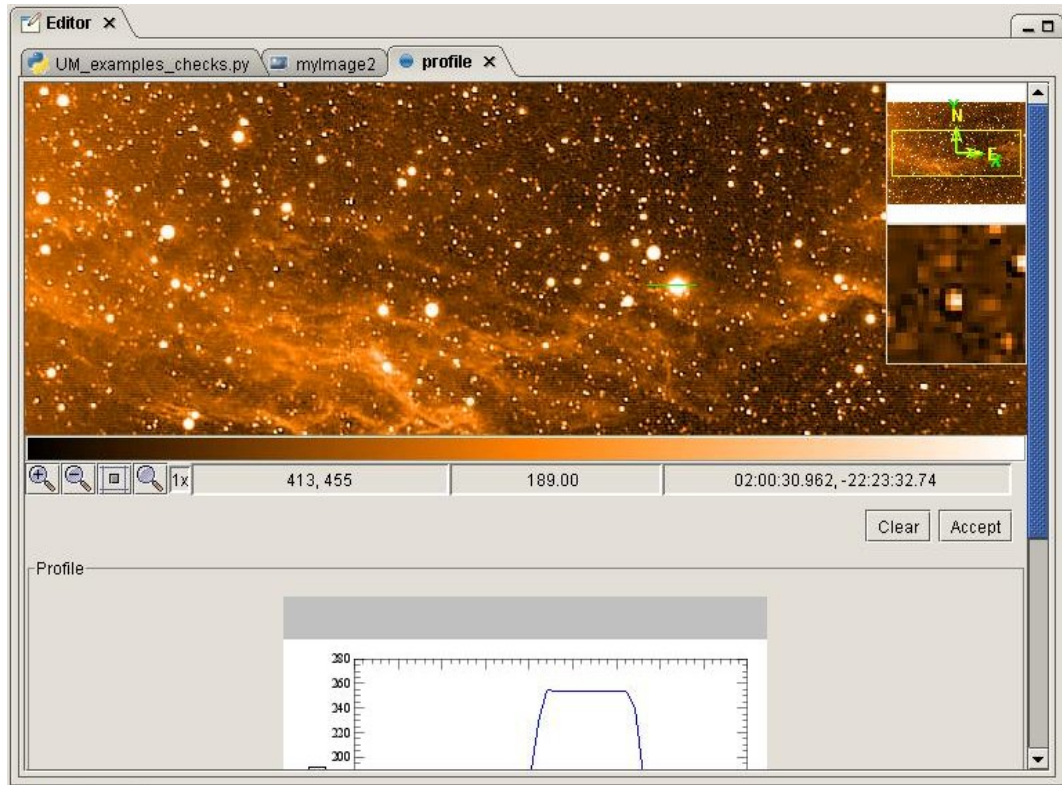 Editor
UM_examples_checks.py myImage2 profile
N
E
1x 413, 455 189.00 02:00:30.962, -22:23:32.74
Clear Accept
Profile
280
260
240
220
200